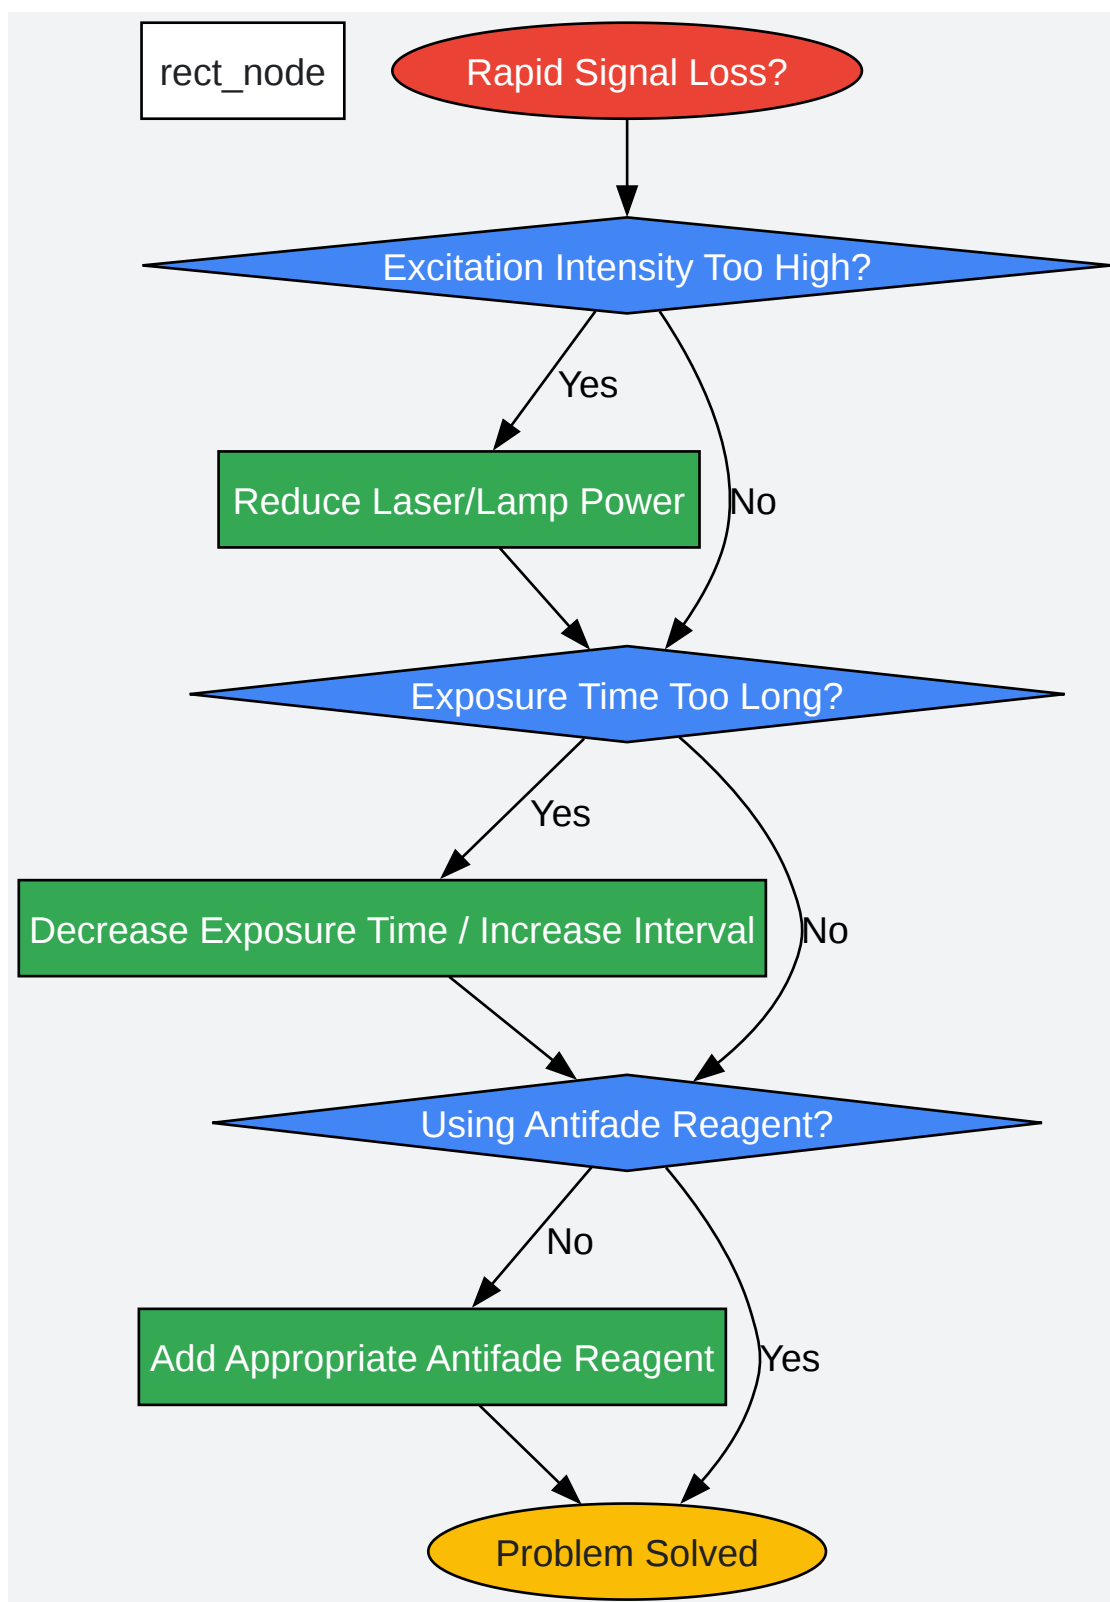 rect_node
Rapid Signal Loss?
Excitation Intensity Too High?
Yes
Reduce Laser/Lamp Power
No
Exposure Time Too Long?
Yes
Decrease Exposure Time / Increase Interval
No
Using Antifade Reagent?
No
Add Appropriate Antifade Reagent
Yes
Problem Solved